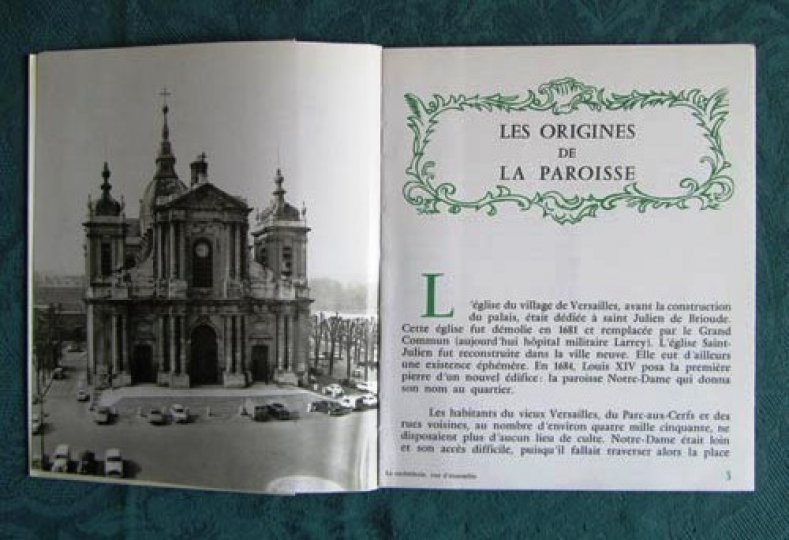 LES ORIGINES
DE
LA PAROISSE
L'église du village de Versailles, avant la construction
du palais, était dédiée à saint Julien de Brioude.
Cette église fut démolie en 1681 et remplacée par le Grand
Commun (aujourd'hui hôpital militaire Larrey). L'église Saint-
Julien fut reconstruite dans la ville neuve. Elle eut d'ailleurs
une existence éphémère. En 1684, Louis XIV posa la première
pierre d'un nouvel édifice : la paroisse Notre-Dame qui donna
son nom au quartier.
Les habitants du vieux Versailles, du Parc-aux-Cerfs et des
rues voisines, au nombre d'environ quatre mille cinquante, ne
disposaient plus d'aucun lieu de culte. Notre-Dame était loin
et son accès difficile, puisqu'il fallait traverser alors la place
La cathédrale, vue d'ensemble
3